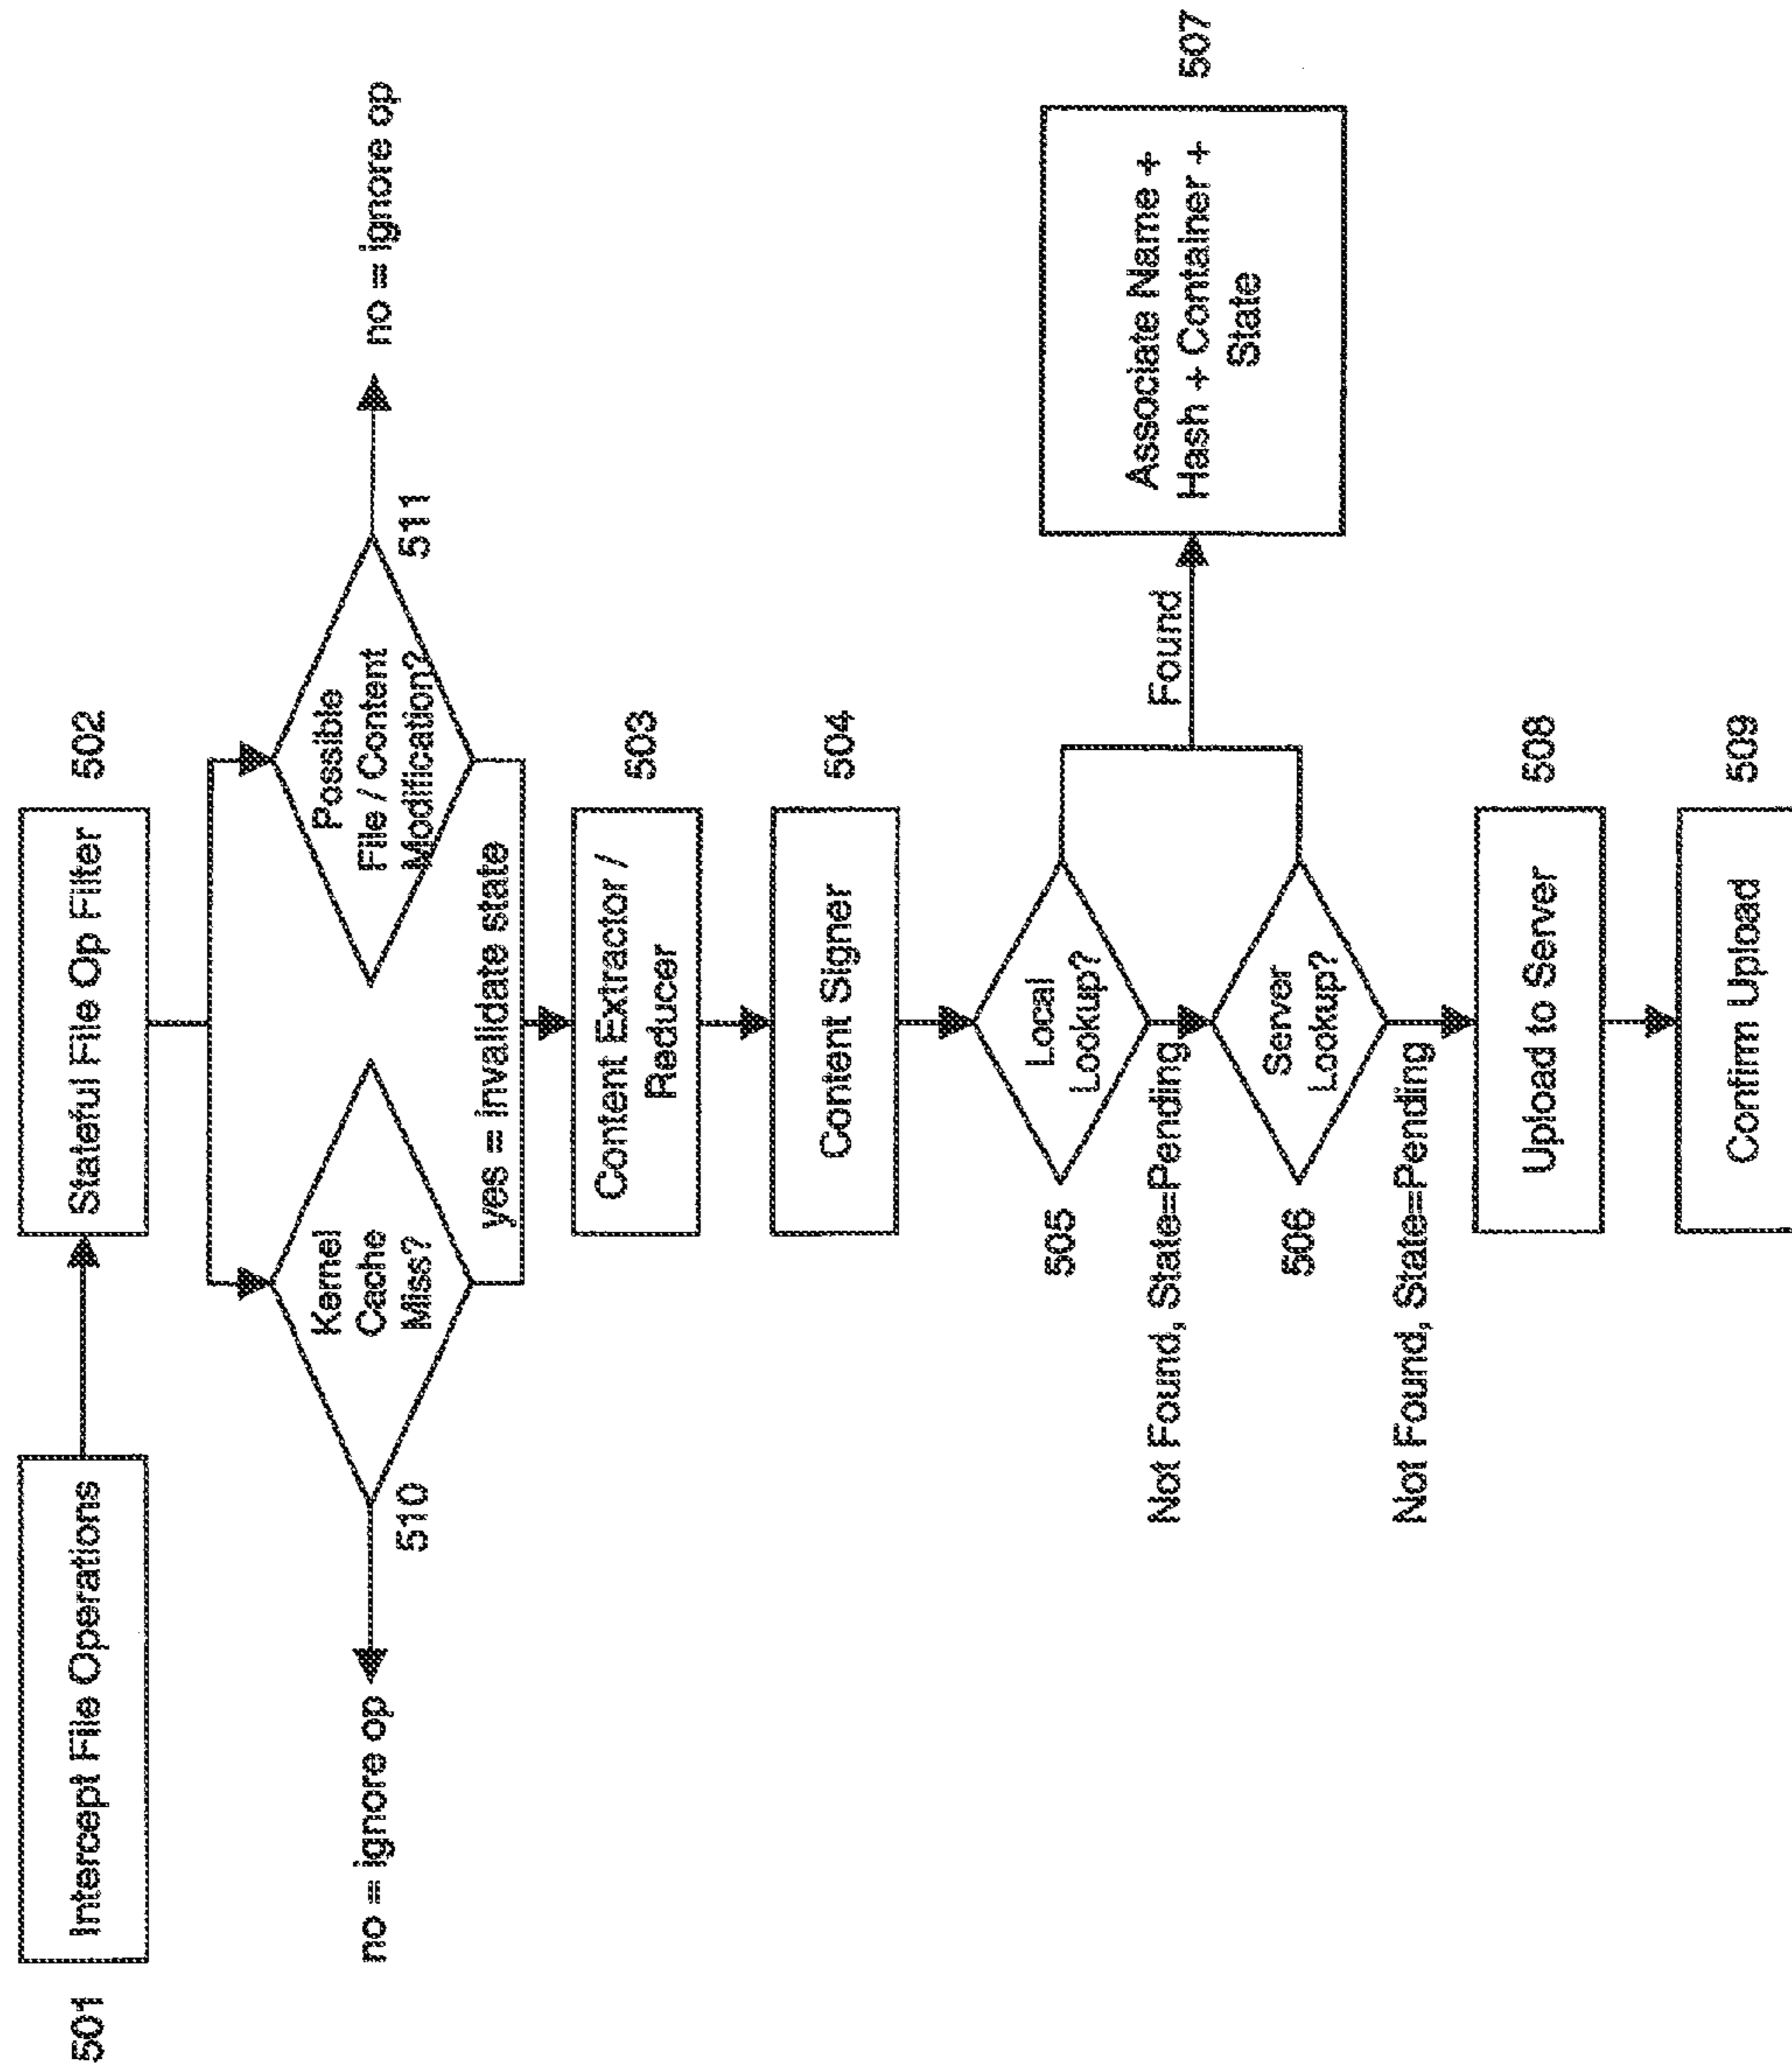 501
Intercept File Operations
Stateful File Op Filter
502
Kernel
Cache
Miss?
510
no = ignore op
Possible
File / Content
Modification?
511
no = ignore op
yes = invalidate state
Content Extractor /
Reducer
503
Content Signer
504
Local
Lookup?
505
Not Found, State=Pending
Server
Lookup?
506
Found
Associate Name +
Hash + Container +
State
507
Not Found, State=Pending
Upload to Server
508
Confirm Upload
509